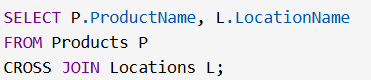 SELECT P.ProductName, L.LocationName
FROM Products P
CROSS JOIN Locations L;